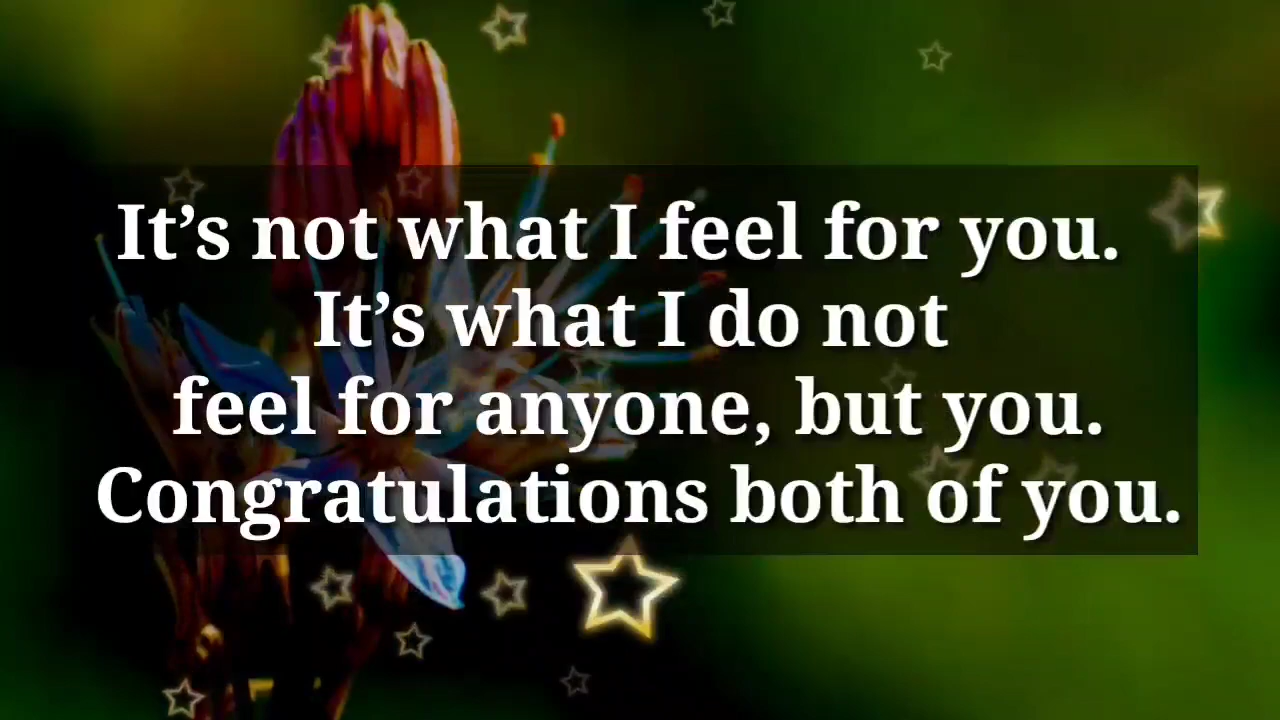 It’s not what I feel for you.
It’s what I do not
feel for anyone, but you.
Congratulations both of you.